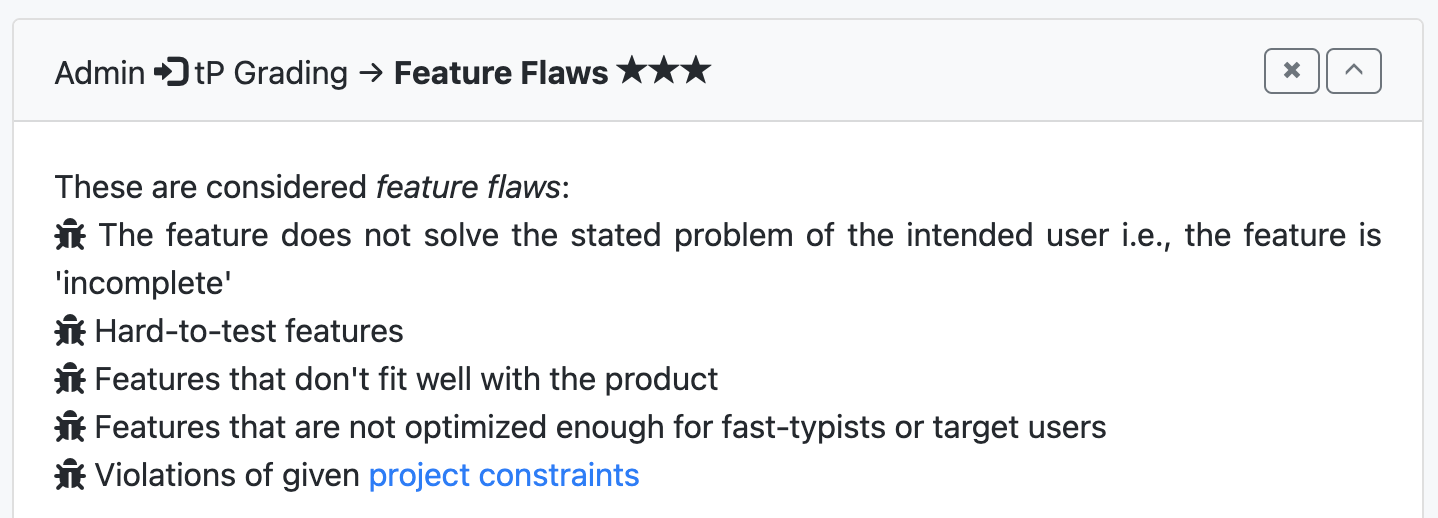 Admin tP Grading → Feature Flaws ★★★
These are considered feature flaws:
The feature does not solve the stated problem of the intended user i.e., the feature is
'incomplete'
Hard-to-test features
Features that don't fit well with the product
Features that are not optimized enough for fast-typists or target users
Violations of given project constraints